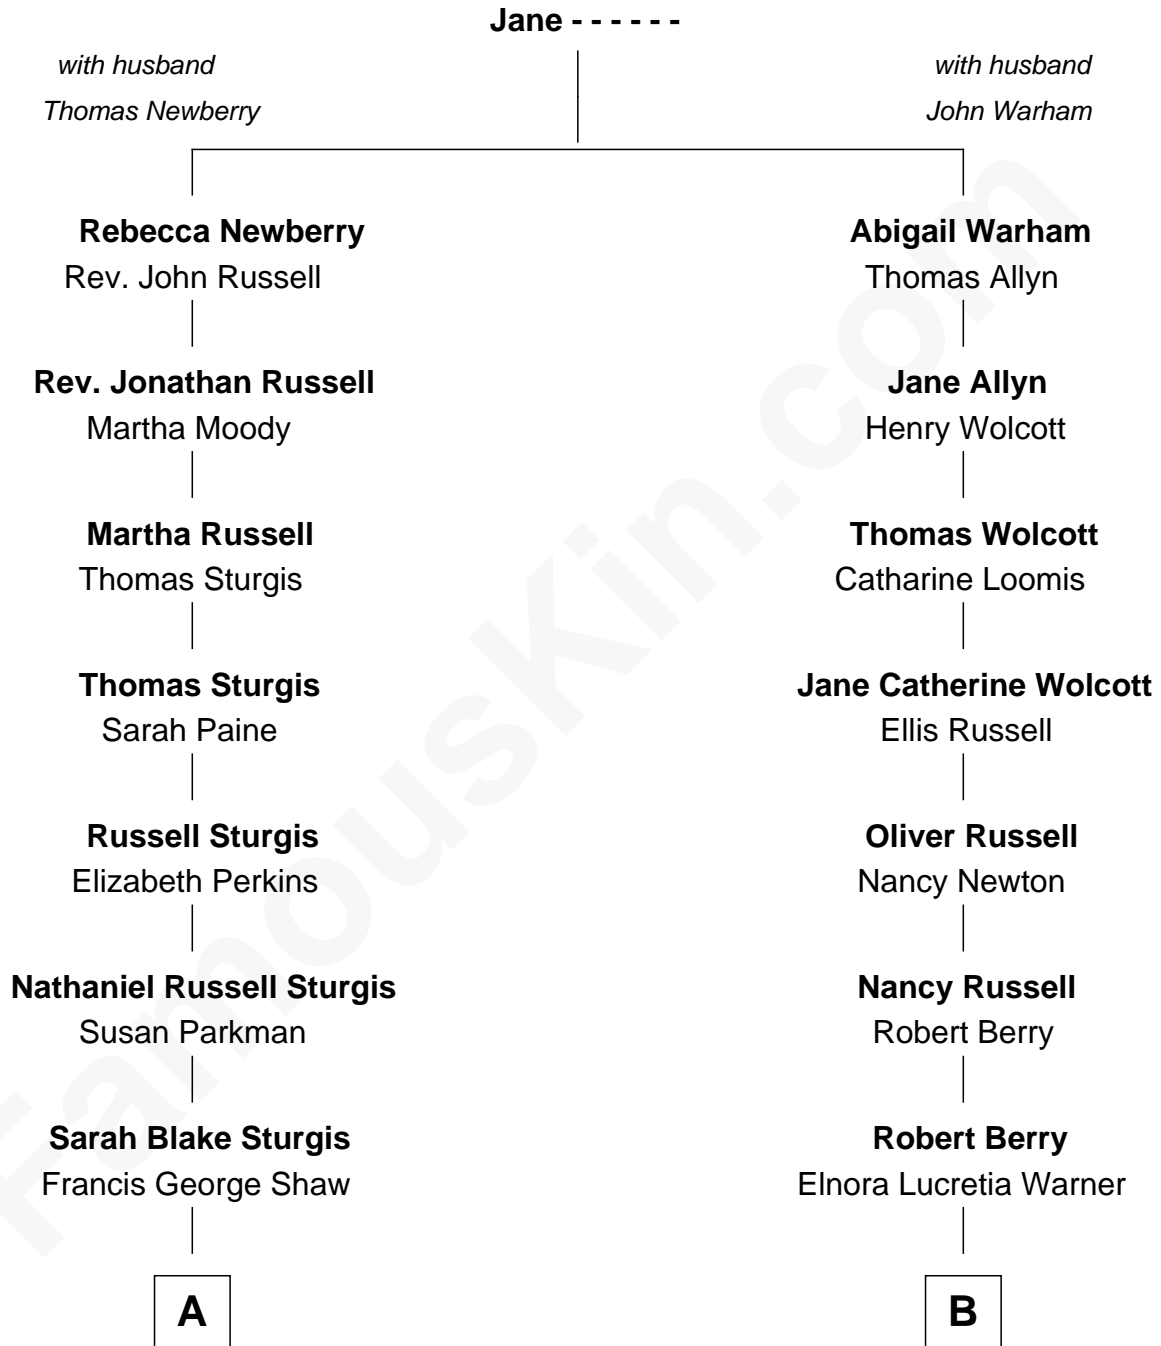 Jane - - - - - -
with husband
Thomas Newberry
with husband
John Warham
Rebecca Newberry
Rev. John Russell
Abigail Warham
Thomas Allyn
Rev. Jonathan Russell
Martha Moody
Jane Allyn
Henry Wolcott
Martha Russell
Thomas Sturgis
Thomas Wolcott
Catharine Loomis
Thomas Sturgis
Sarah Paine
Jane Catherine Wolcott
Ellis Russell
Russell Sturgis
Elizabeth Perkins
Oliver Russell
Nancy Newton
Nathaniel Russell Sturgis
Susan Parkman
Nancy Russell
Robert Berry
Sarah Blake Sturgis
Francis George Shaw
Robert Berry
Elnora Lucretia Warner
A
B
FamousKin.com